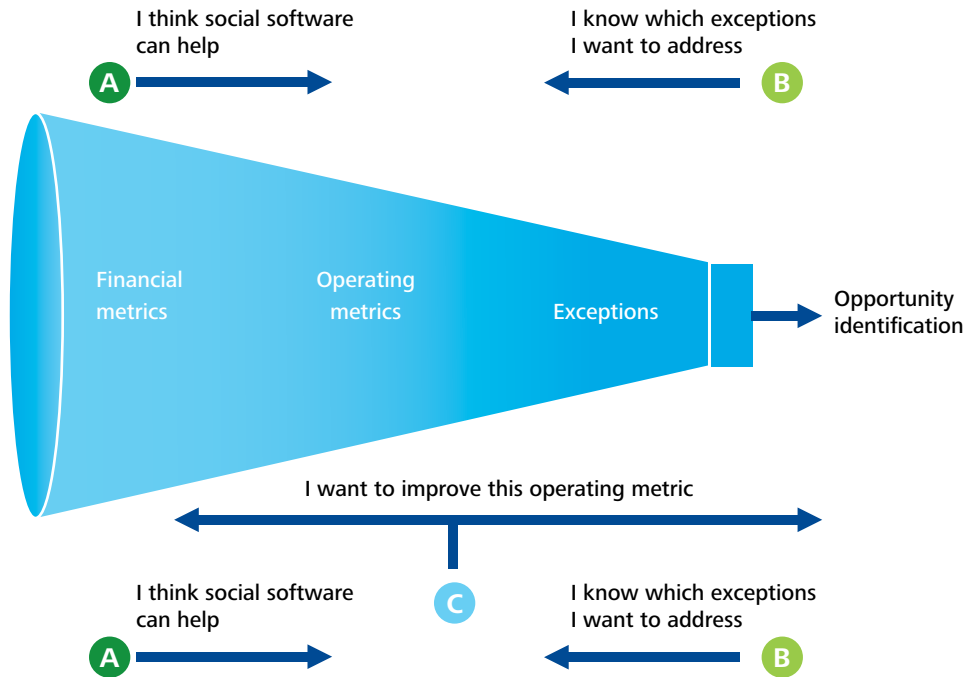 I think social software
can help
A
I know which exceptions
I want to address
B
Financial
metrics
Operating
metrics
Exceptions
Opportunity
identification
I want to improve this operating metric
C
I think social software
can help
A
I know which exceptions
I want to address
B